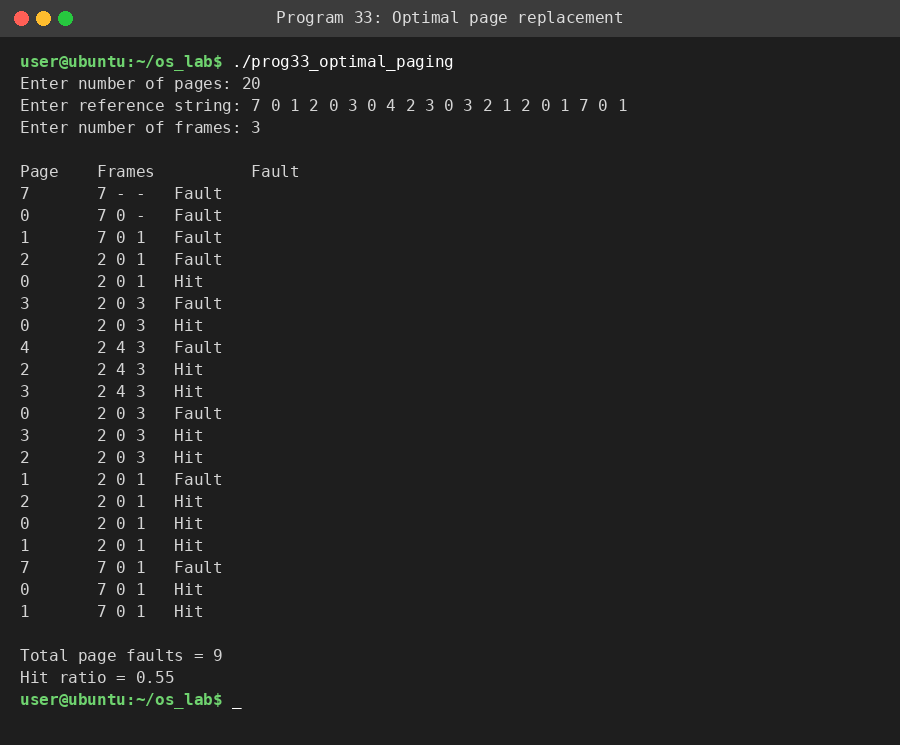 Program 33: Optimal page replacement
user@ubuntu:~/os_lab$ ./prog33_optimal_paging
Enter number of pages: 20
Enter reference string: 7 0 1 2 0 3 0 4 2 3 0 3 2 1 2 0 1 7 0 1
Enter number of frames: 3

Page    Frames          Fault
7       7 - -   Fault
0       7 0 -   Fault
1       7 0 1   Fault
2       2 0 1   Fault
0       2 0 1   Hit
3       2 0 3   Fault
0       2 0 3   Hit
4       2 4 3   Fault
2       2 4 3   Hit
3       2 4 3   Hit
0       2 0 3   Fault
3       2 0 3   Hit
2       2 0 3   Hit
1       2 0 1   Fault
2       2 0 1   Hit
0       2 0 1   Hit
1       2 0 1   Hit
7       7 0 1   Fault
0       7 0 1   Hit
1       7 0 1   Hit

Total page faults = 9
Hit ratio = 0.55
user@ubuntu:~/os_lab$ _